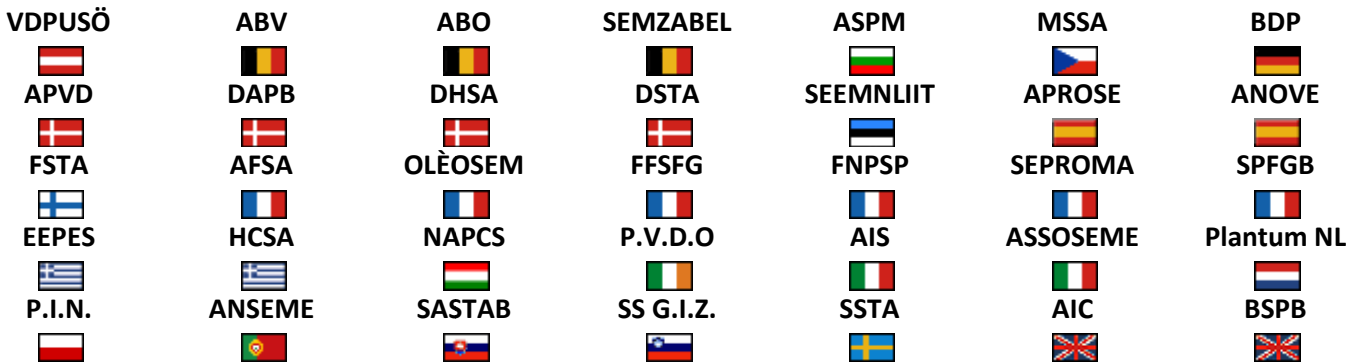 VDPUSÖ ABV ABO SEMZABEL ASPM MSSA BDP
APVD DAPB DHSA DSTA SEEMNLIIT APROSE ANOVE
FSTA AFSA OLÈOSEM FFSFG FNPSP SEPROMA SPFGB
EEPES HCSA NAPCS P.V.D.O AIS ASSOSEME Plantum NL
P.I.N. ANSEME SASTAB SS G.I.Z. SSTA AIC BSPB